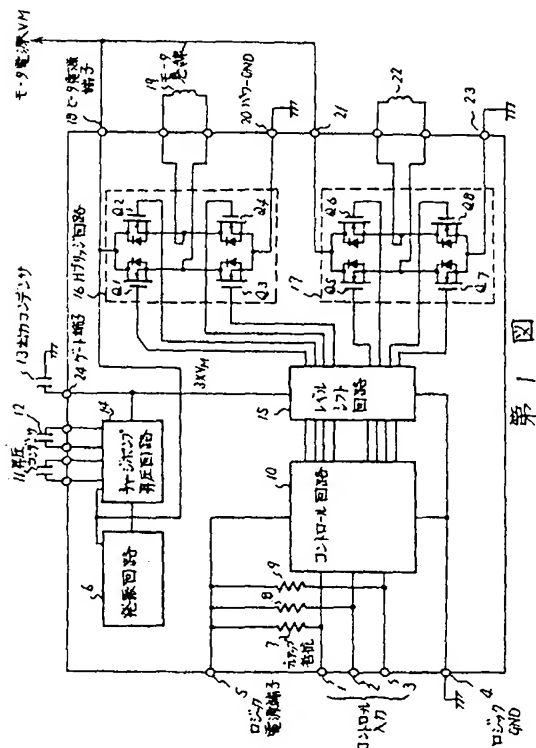 モータ電源VM
18 モータ電源端子
19 モータ巻線
20 パワーGND
21
22
23
13 出力コンデンサ
24 ゲート端子
16 Hブリッジ回路
Q1
Q2
Q3
Q4
17
Q5
Q6
Q7
Q8
12
11 昇圧コンデンサ
14
チャージポンプ昇圧回路
3XVM
6
発振回路
15
レベルシフト回路
10
コントロール回路
9
8
7
プルアップ抵抗
5
ロジック電源端子
1
2
3
コントロール入力
4
ロジックGND
第 1 図